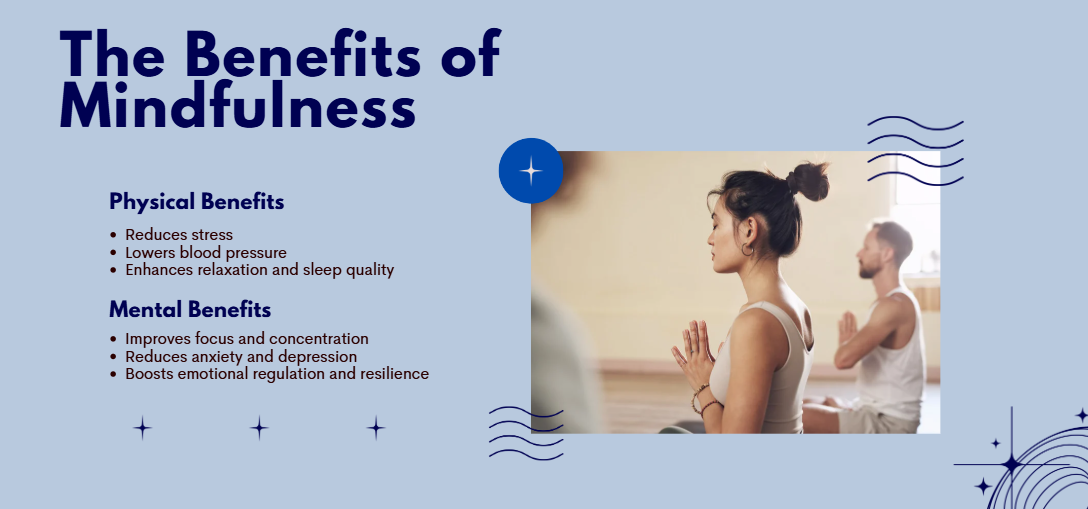 The Benefits of
Mindfulness
Physical Benefits
• Reduces stress
• Lowers blood pressure
• Enhances relaxation and sleep quality
Mental Benefits
• Improves focus and concentration
• Reduces anxiety and depression
• Boosts emotional regulation and resilience